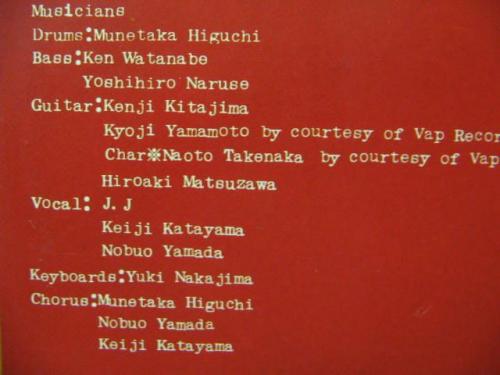 Musicians
Drums:Munetaka Higuchi
Bass:Ken Watanabe
Yoshihiro Naruse
Guitar:Kenji Kitajima
Kyoji Yamamoto by courtesy of Vap Recor
Char※Naoto Takenaka by courtesy of Vap
Hiroaki Matsuzawa
Vocal: J.J
Keiji Katayama
Nobuo Yamada
Keyboards:Yuki Nakajima
Chorus:Munetaka Higuchi
Nobuo Yamada
Keiji Katayama